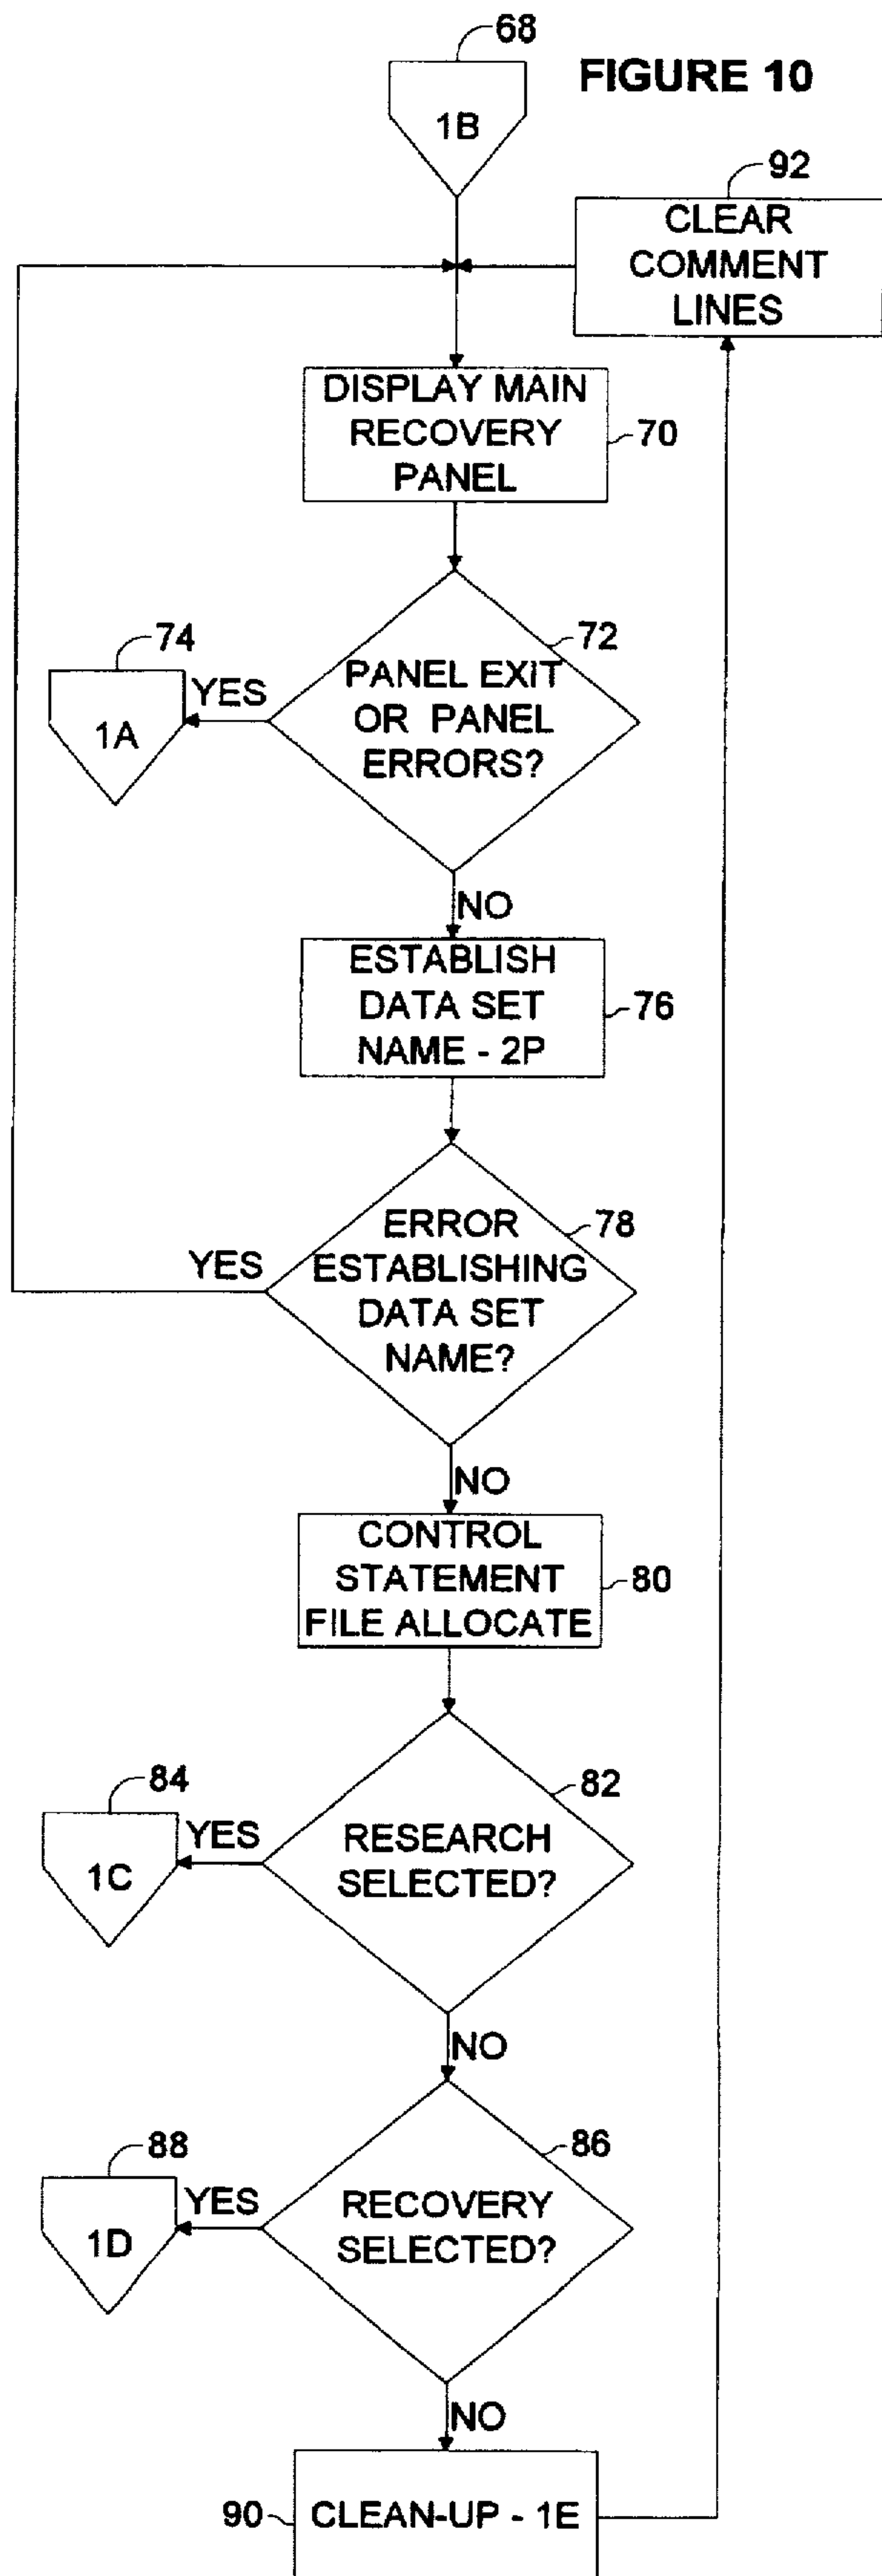 68
FIGURE 10
1B
92
CLEAR
COMMENT
LINES
DISPLAY MAIN
RECOVERY
PANEL
70
74
YES
1A
72
PANEL EXIT
OR PANEL
ERRORS?
NO
ESTABLISH
DATA SET
NAME - 2P
76
78
YES
ERROR
ESTABLISHING
DATA SET
NAME?
NO
CONTROL
STATEMENT
FILE ALLOCATE
80
84
YES
1C
82
RESEARCH
SELECTED?
NO
88
YES
1D
86
RECOVERY
SELECTED?
NO
90
CLEAN-UP - 1E